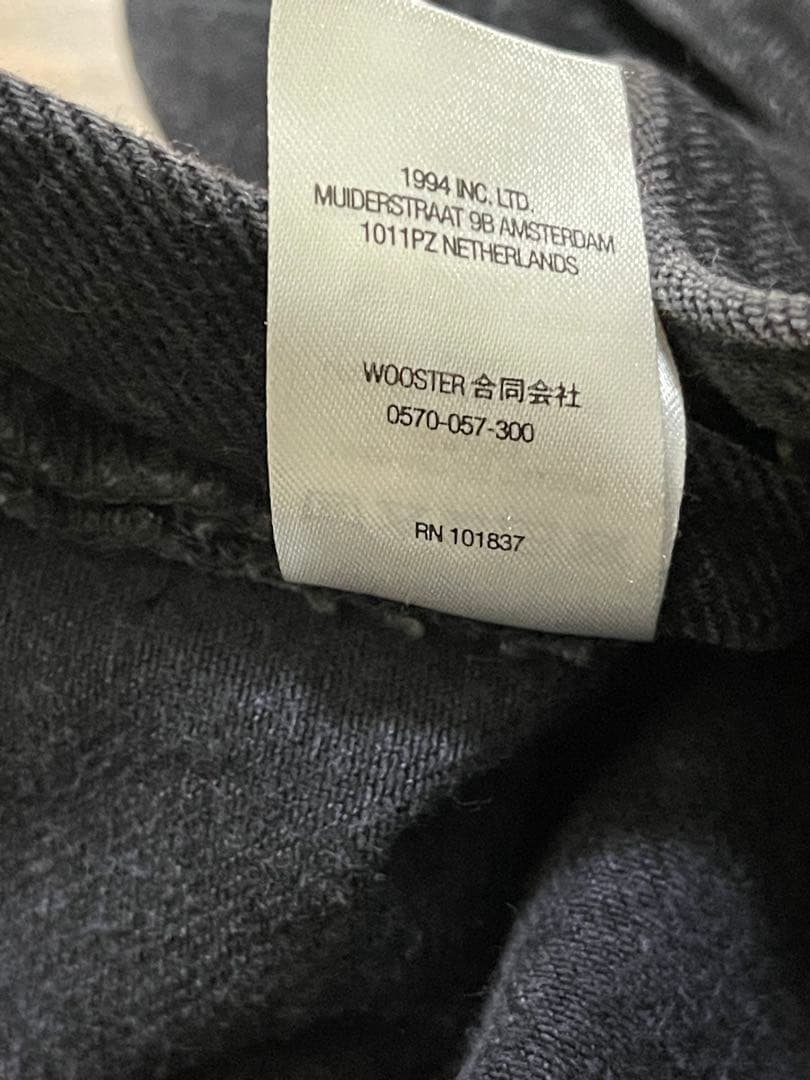 1994 INC. LTD.
MUIDERSTRAAT 9B AMSTERDAM
1011PZ NETHERLANDS
WOOSTER 合同会社
0570-057-300
RN 101837